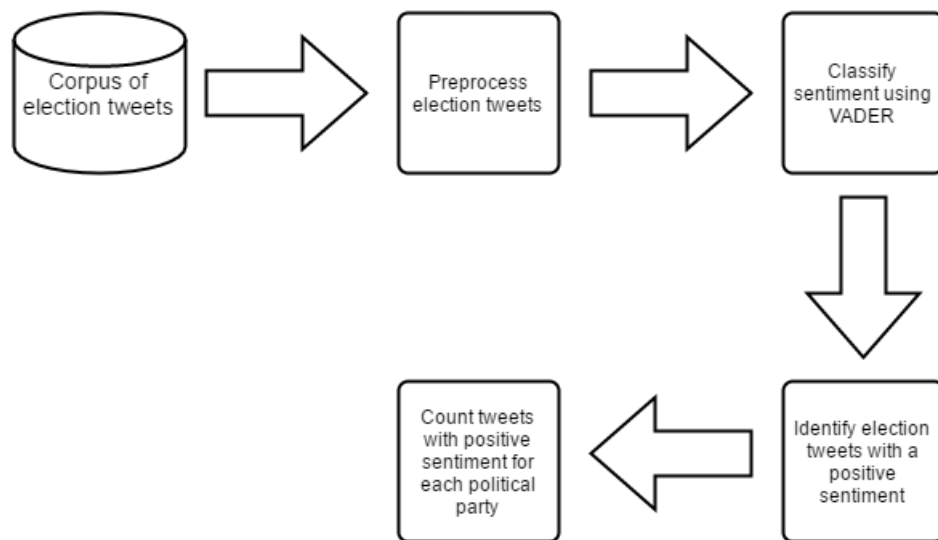 Corpus of
election tweets
Preprocess
election tweets
Classify
sentiment using
VADER
Identify election
tweets with a
positive
sentiment
Count tweets
with positive
sentiment for
each political
party